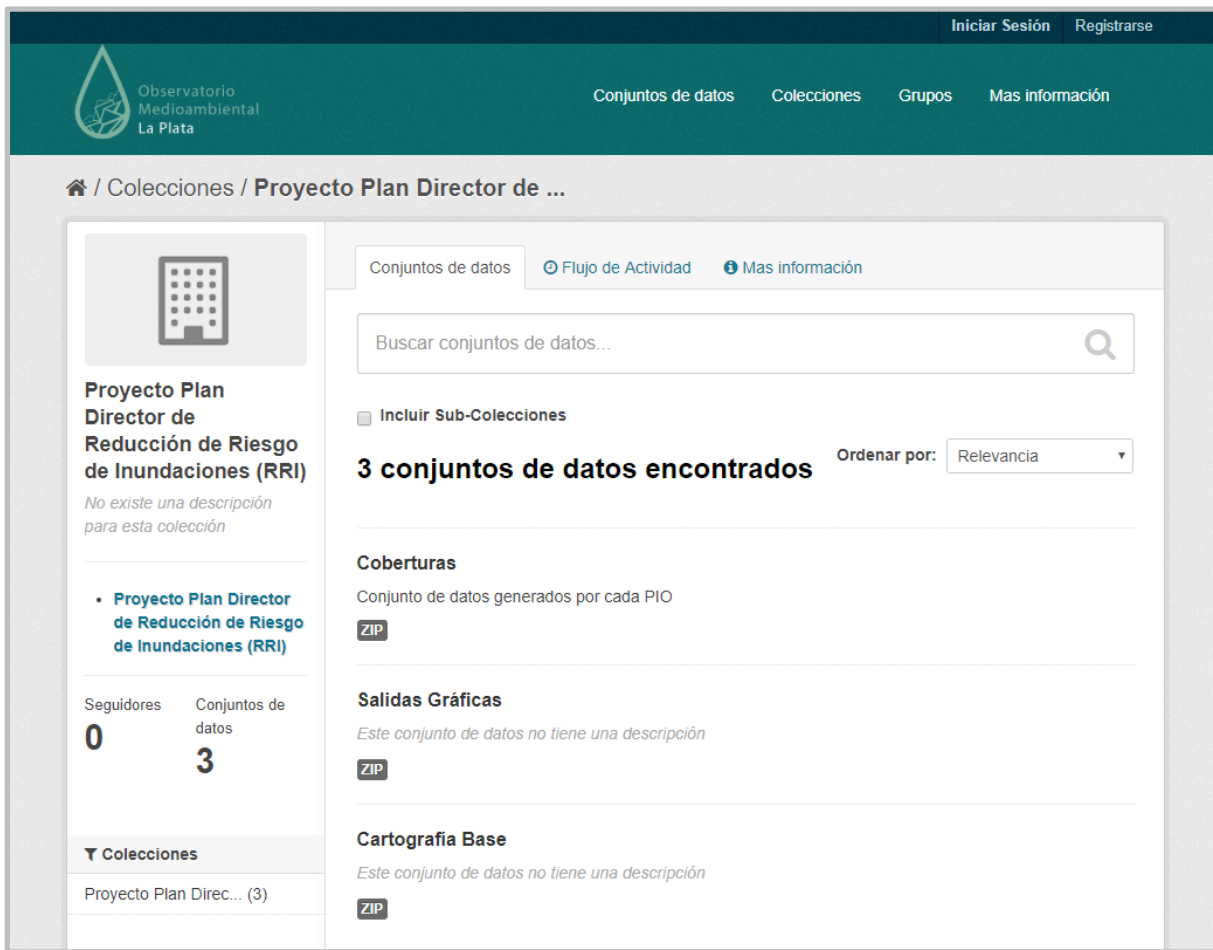 Iniciar Sesión Registrarse
Observatorio
Medioambiental
La Plata
Conjuntos de datos Colecciones Grupos Mas información
/ Colecciones / Proyecto Plan Director de ...
Proyecto Plan
Director de
Reducción de Riesgo
de Inundaciones (RRI)
No existe una descripción
para esta colección
• Proyecto Plan Director
de Reducción de Riesgo
de Inundaciones (RRI)
Seguidores
0
Conjuntos de
datos
3
Colecciones
Proyecto Plan Direc... (3)
Conjuntos de datos Flujo de Actividad Mas información
Buscar conjuntos de datos...
Incluir Sub-Colecciones
3 conjuntos de datos encontrados
Ordenar por: Relevancia
Coberturas
Conjunto de datos generados por cada PIO
ZIP
Salidas Gráficas
Este conjunto de datos no tiene una descripción
ZIP
Cartografía Base
Este conjunto de datos no tiene una descripción
ZIP